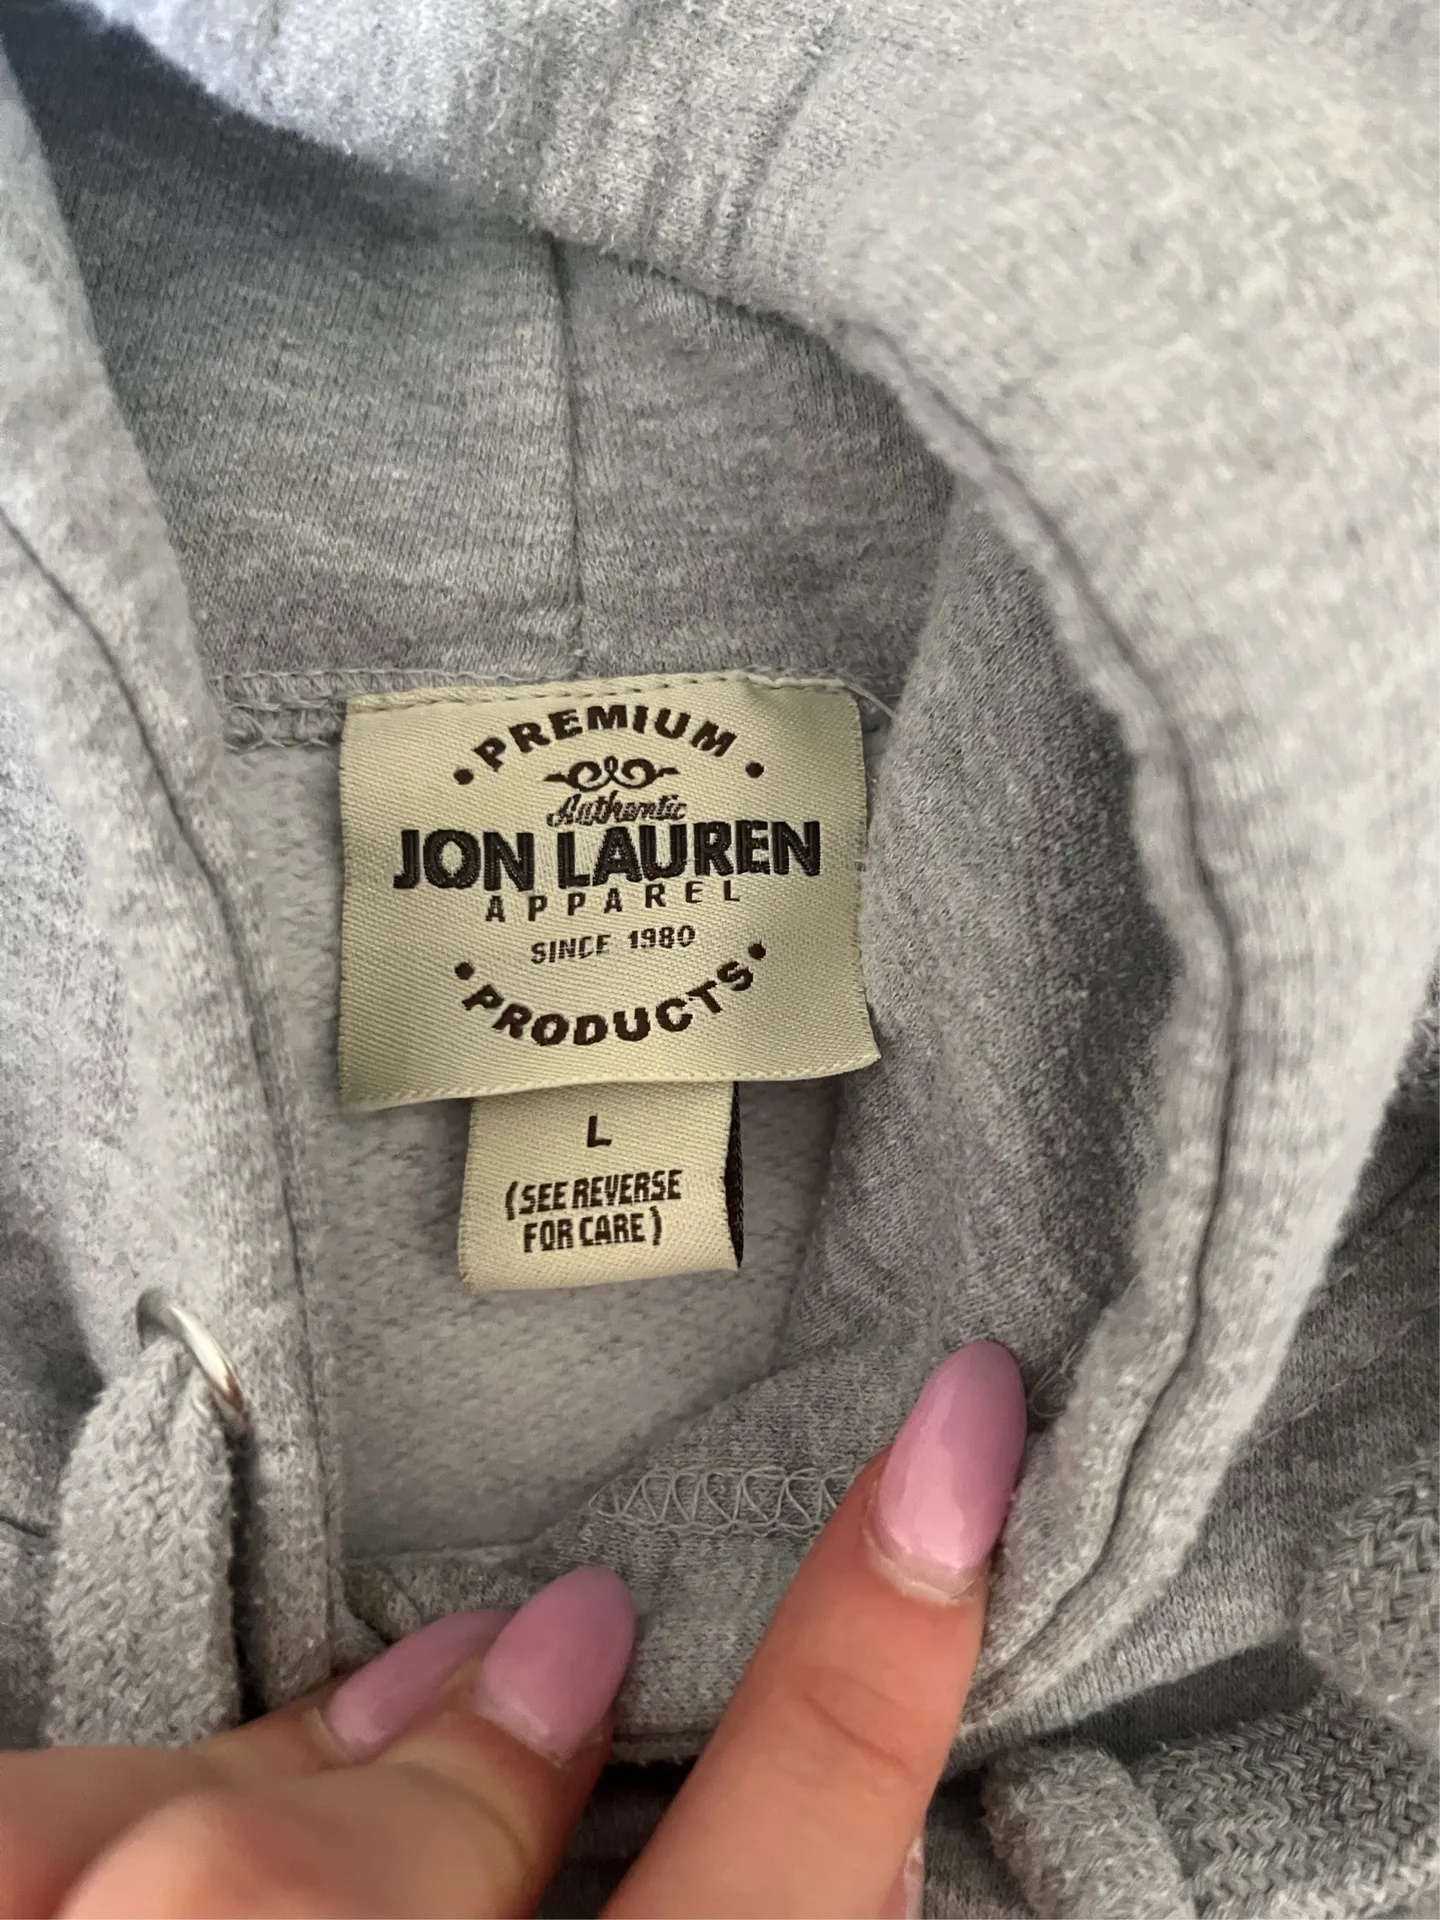 • PREMIUM •
Authentic
JON LAUREN
APPAREL
SINCE 1980
• PRODUCTS •
L
(SEE REVERSE
FOR CARE)